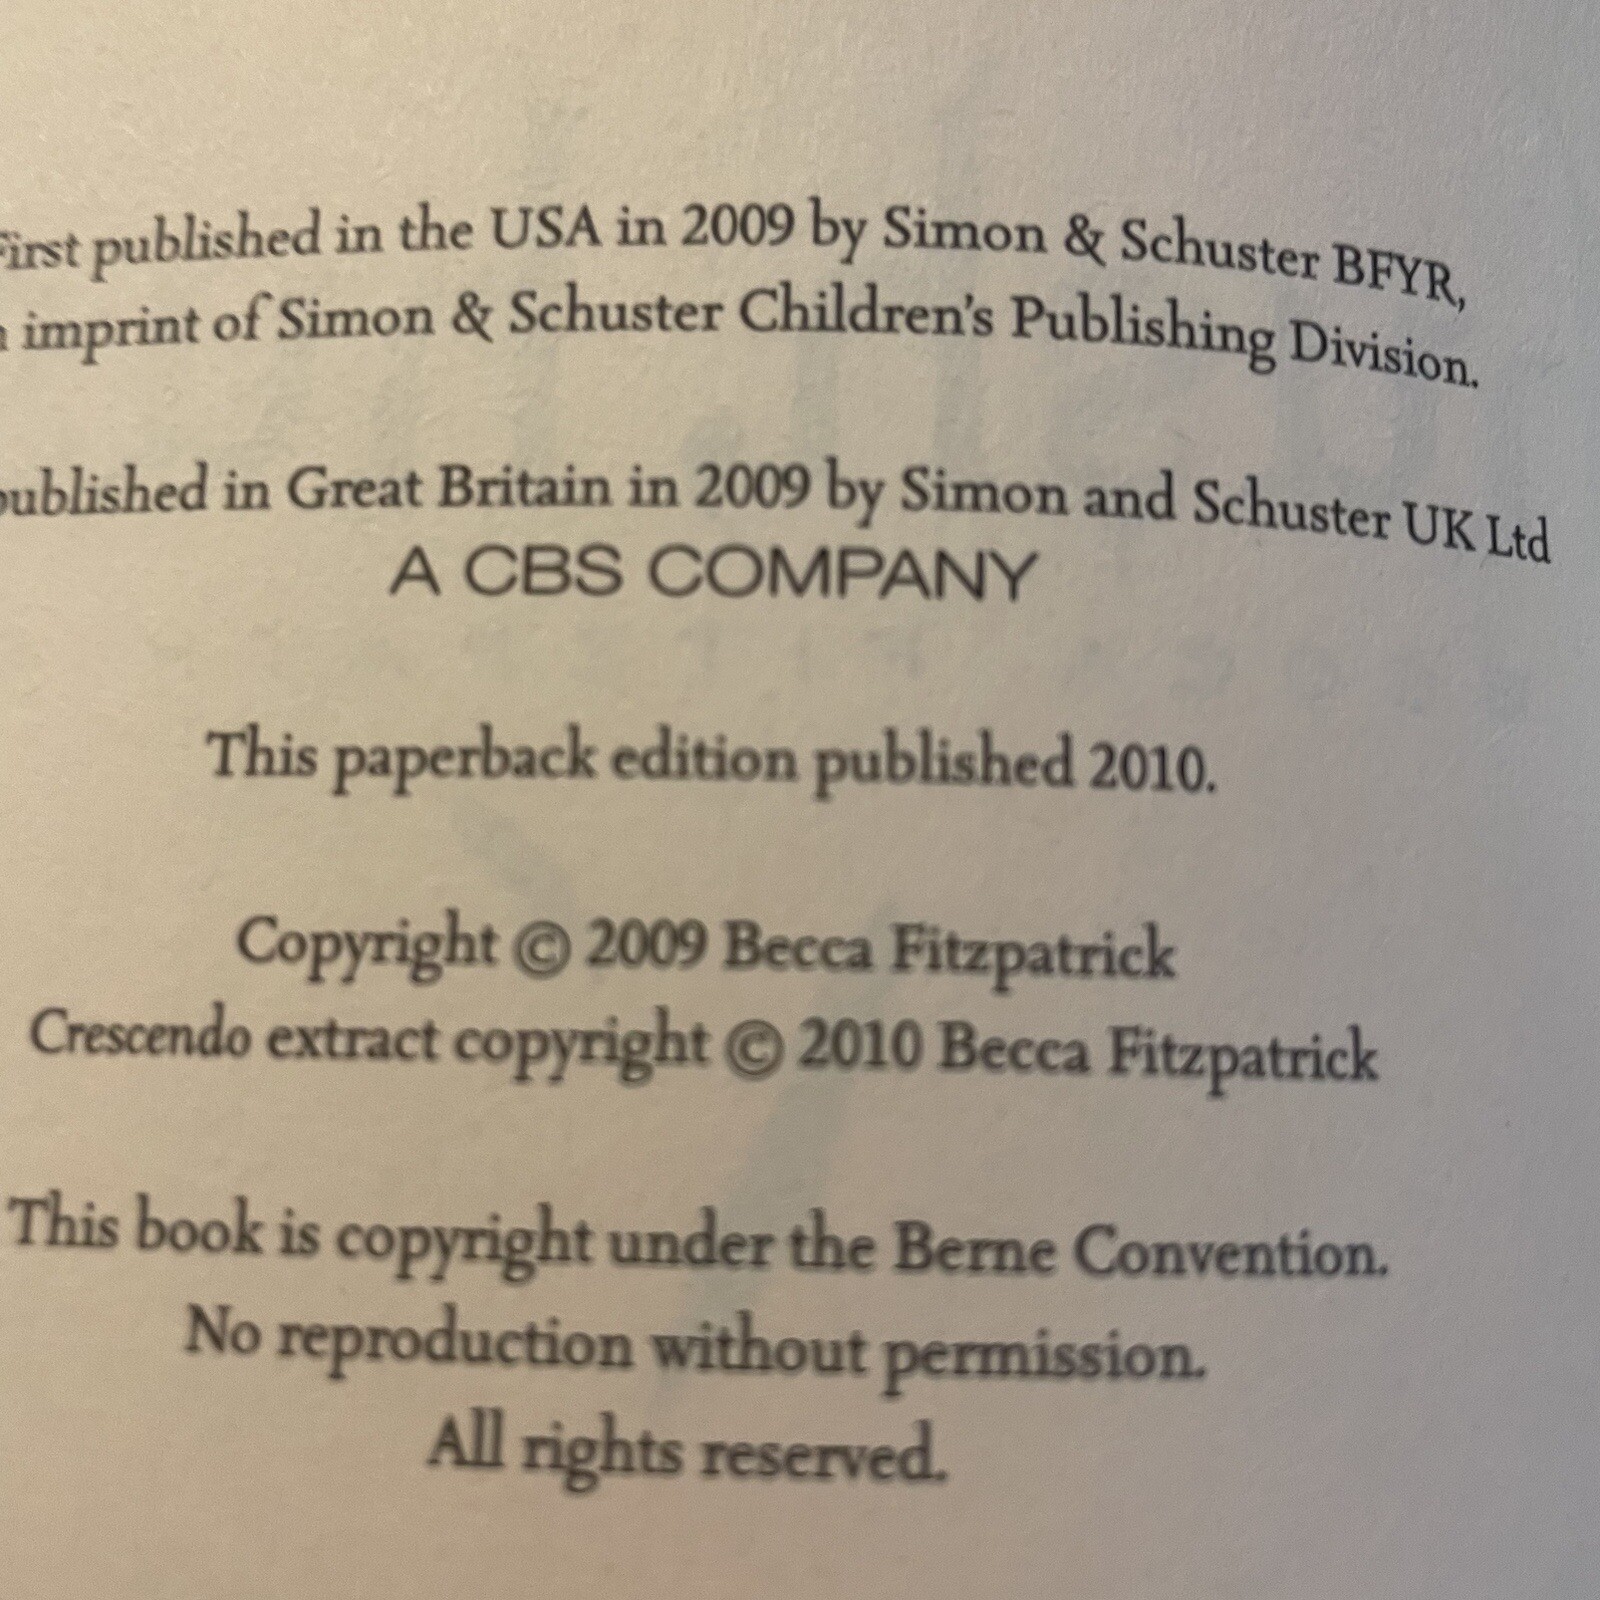 First published in the USA in 2009 by Simon & Schuster BFYR,
imprint of Simon & Schuster Children's Publishing Division.
published in Great Britain in 2009 by Simon and Schuster UK Ltd
A CBS COMPANY
This paperback edition published 2010.
Copyright © 2009 Becca Fitzpatrick
Crescendo extract copyright © 2010 Becca Fitzpatrick
This book is copyright under the Berne Convention.
No reproduction without permission.
All rights reserved.